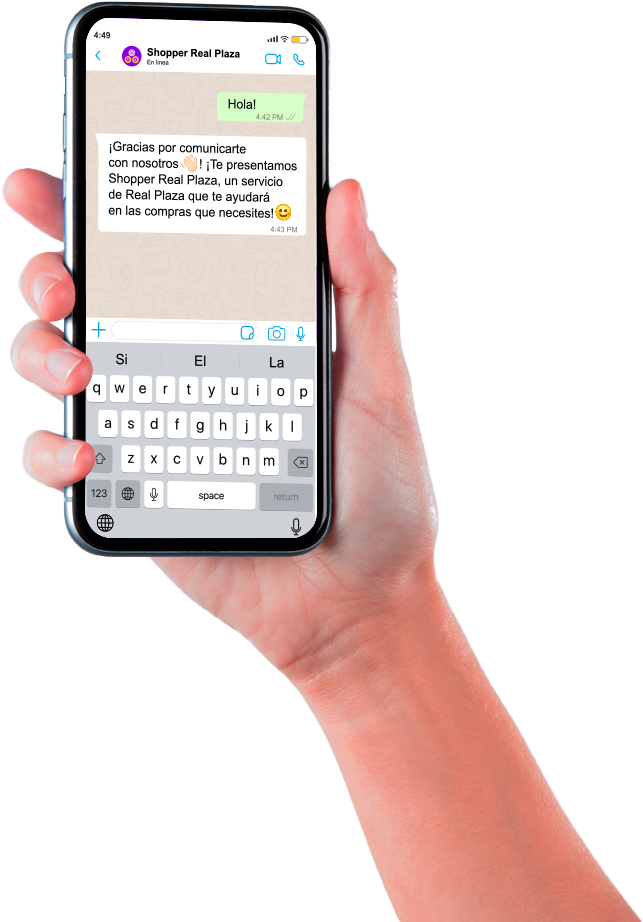 4:49
Shopper Real Plaza
En línea
Hola!
4:42 PM
¡Gracias por comunicarte
con nosotros 👋🏻! ¡Te presentamos
Shopper Real Plaza, un servicio
de Real Plaza que te ayudará
en las compras que necesites!😊
4:43 PM
Si El La
q w e r t y u i o p
a s d f g h j k l
z x c v b n m
123 space return